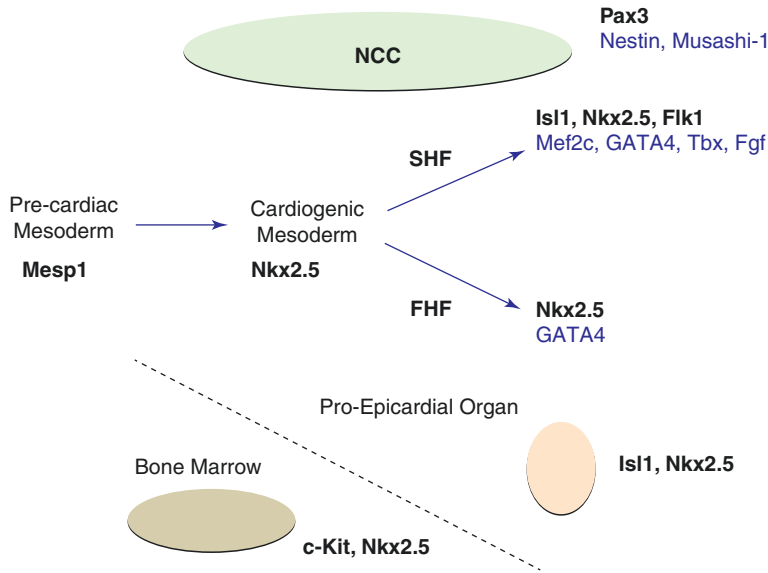 Pax3
Nestin, Musashi-1
NCC
Isl1, Nkx2.5, Flk1
Mef2c, GATA4, Tbx, Fgf
SHF
Pre-cardiac
Mesoderm
Mesp1
Cardiogenic
Mesoderm
Nkx2.5
FHF
Nkx2.5
GATA4
Pro-Epicardial Organ
Isl1, Nkx2.5
Bone Marrow
c-Kit, Nkx2.5